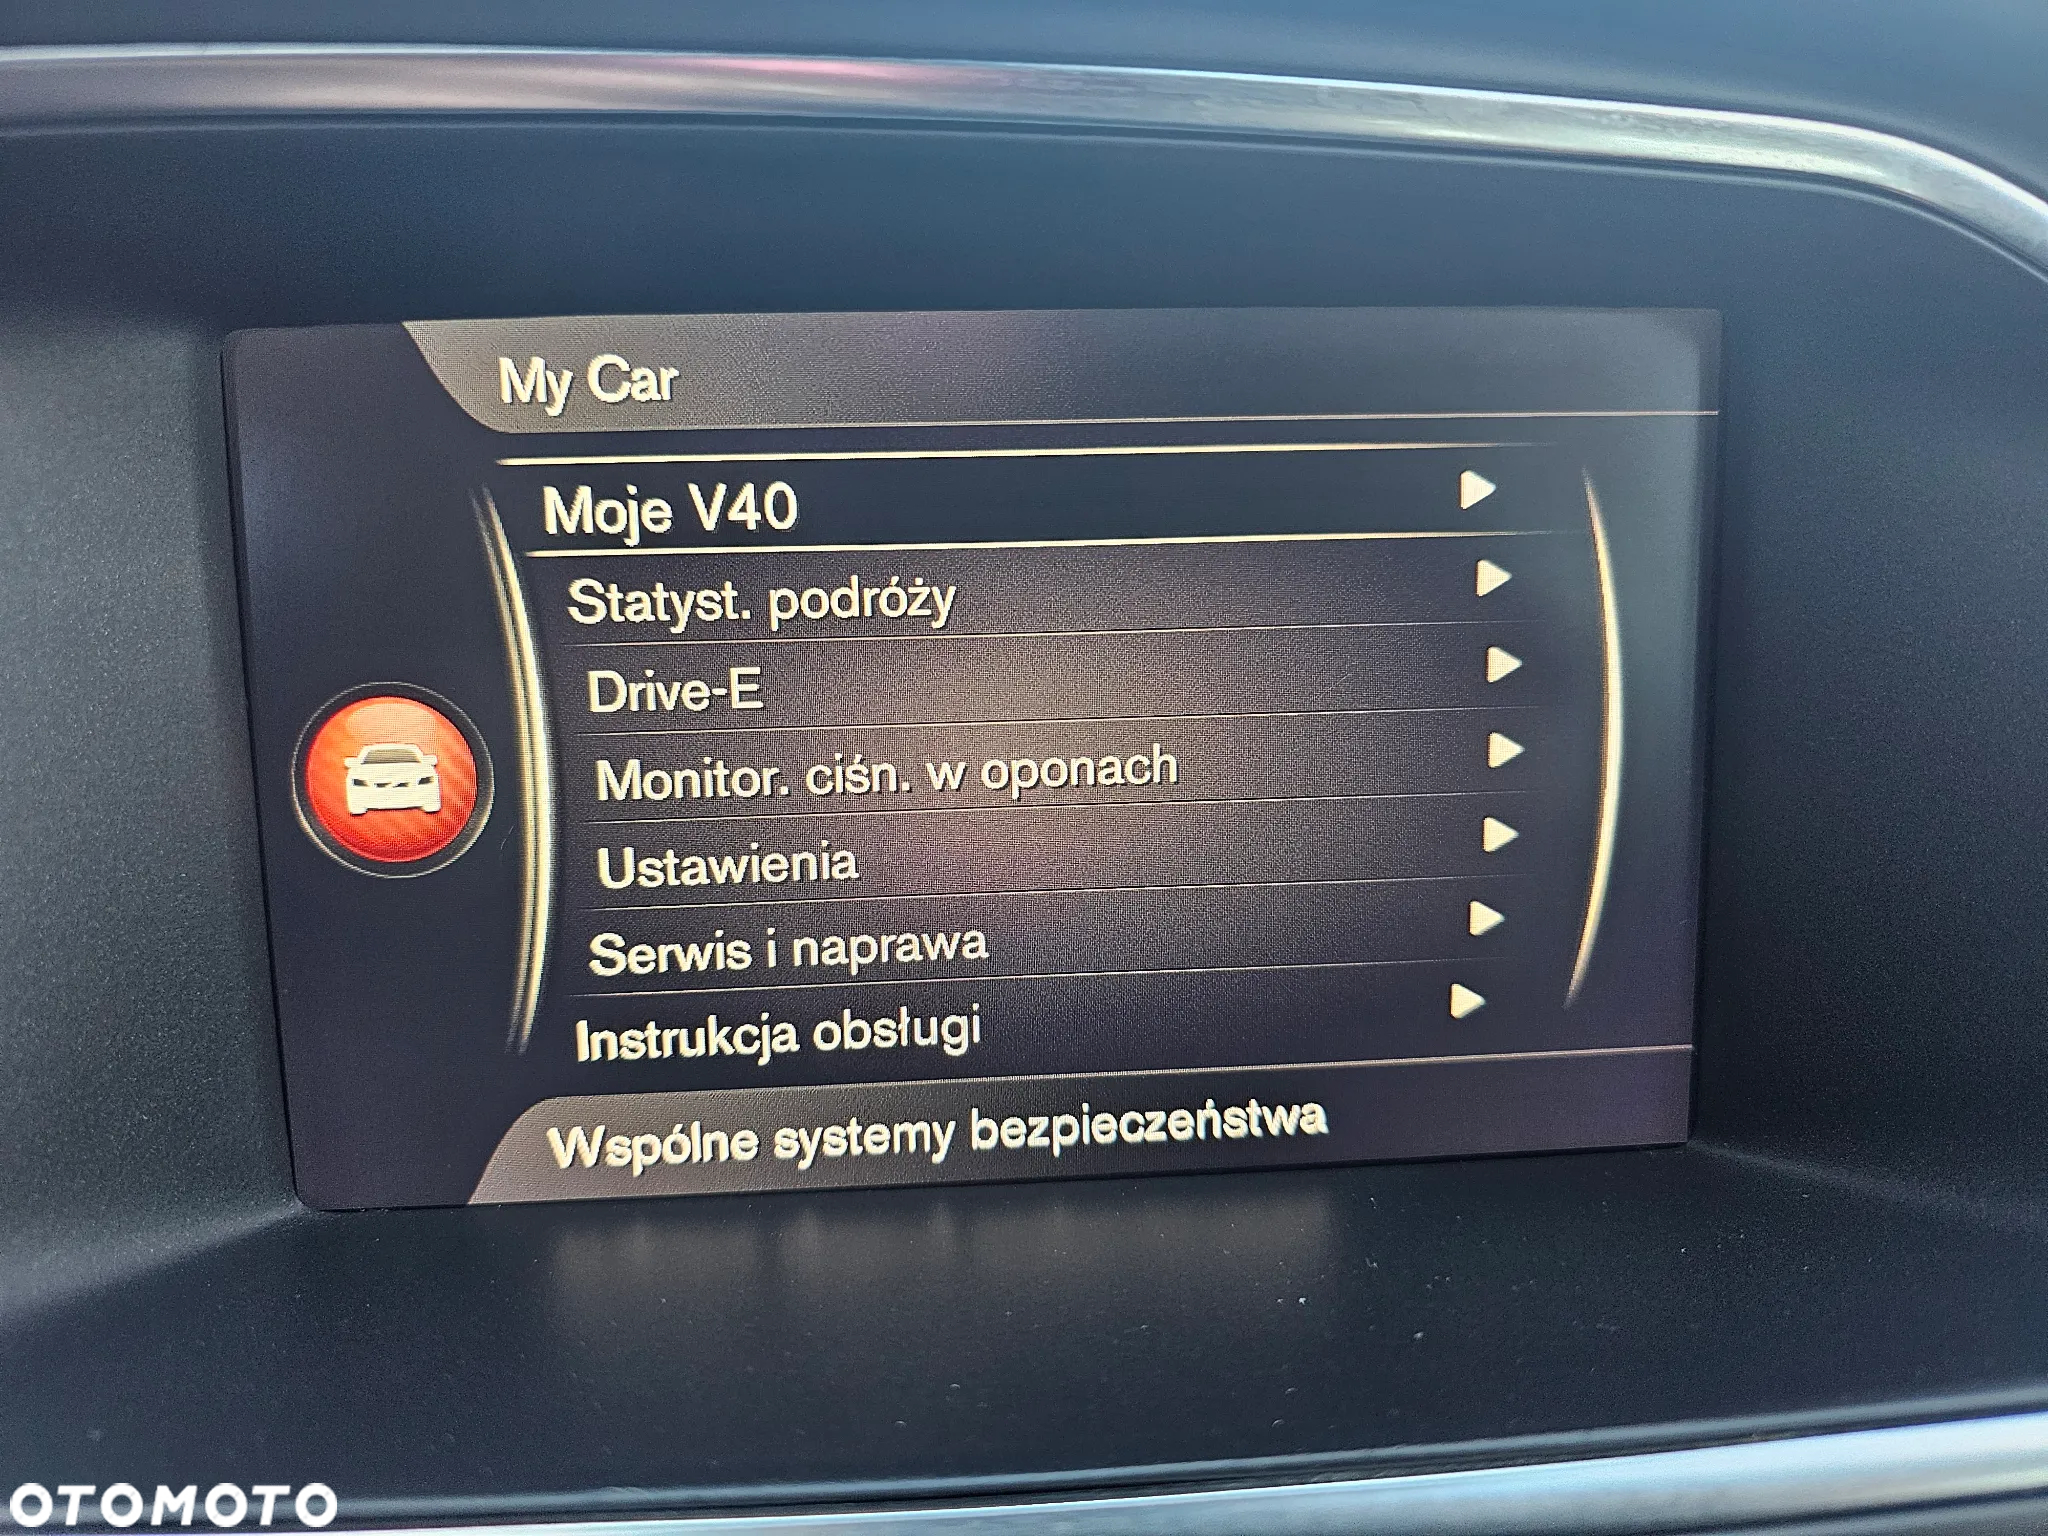 My Car
Moje V40
Statyst. podróży
Drive-E
Monitor. ciśn. w oponach
Ustawienia
Serwis i naprawa
Instrukcja obsługi
Wspólne systemy bezpieczeństwa
OTOMOTO